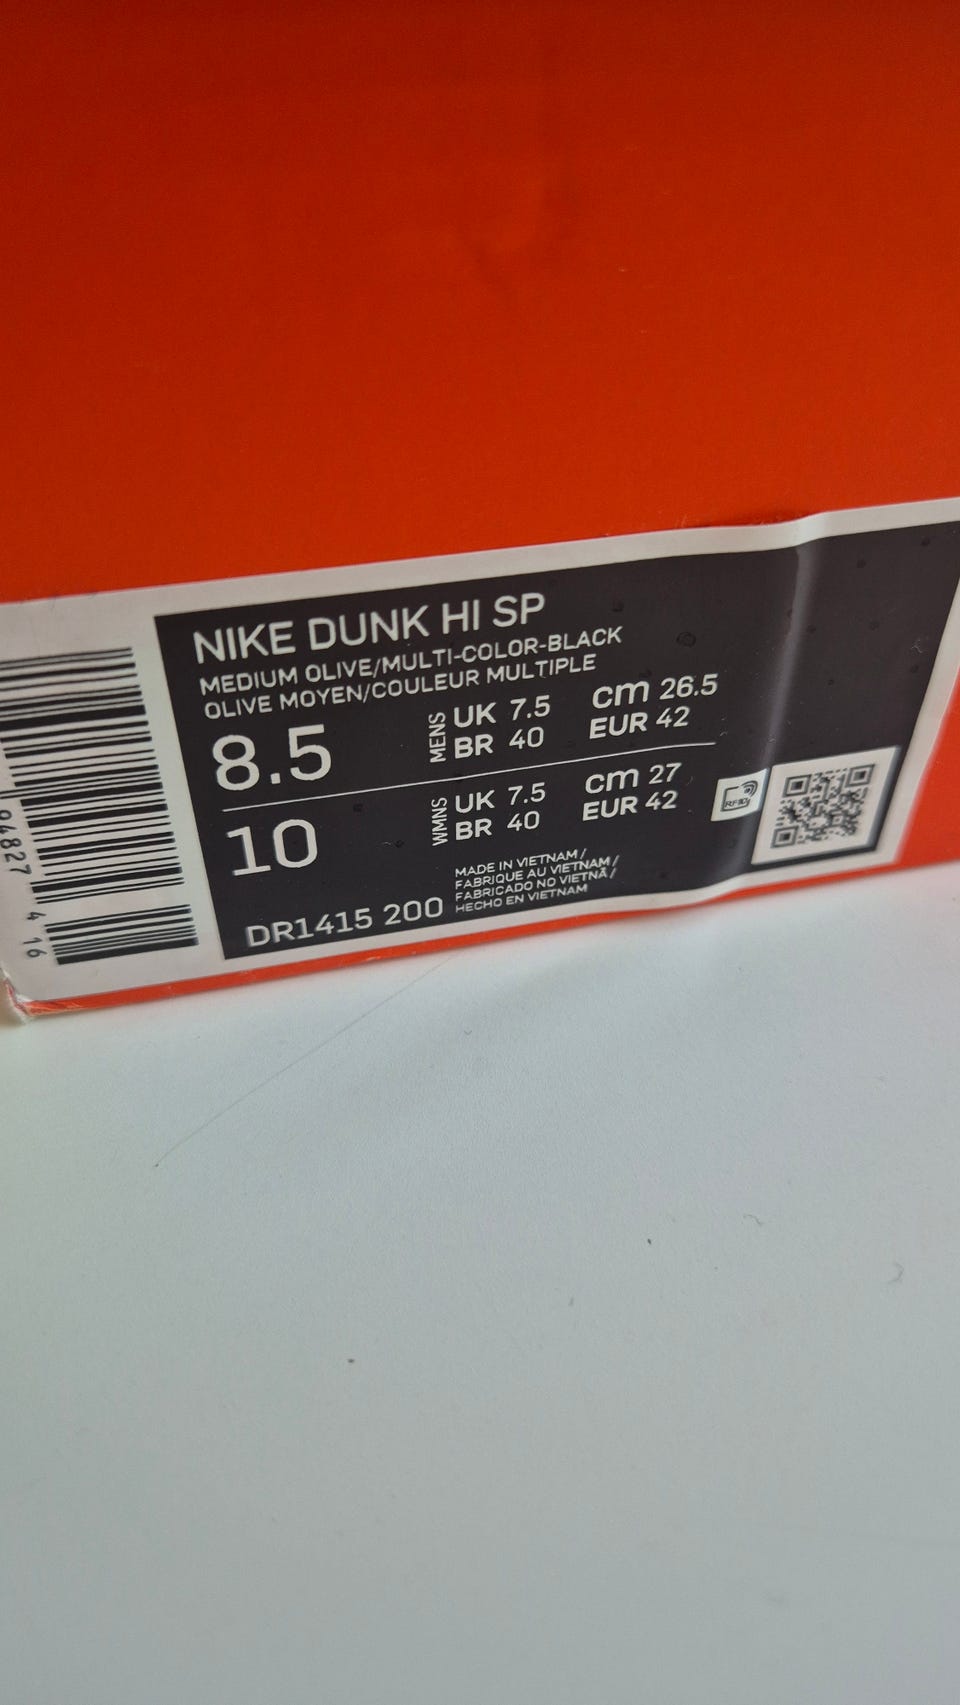 NIKE DUNK HI SP
MEDIUM OLIVE/MULTI-COLOR-BLACK
OLIVE MOYEN/COULEUR MULTIPLE
8.5 MENS UK 7.5 cm 26.5
BR 40 EUR 42
10 WMNS UK 7.5 cm 27
BR 40 EUR 42
RFID
DR1415 200
MADE IN VIETNAM/
FABRIQUE AU VIETNAM/
FABRICADO NO VIETNÃ/
HECHO EN VIETNAM
94827 4 16